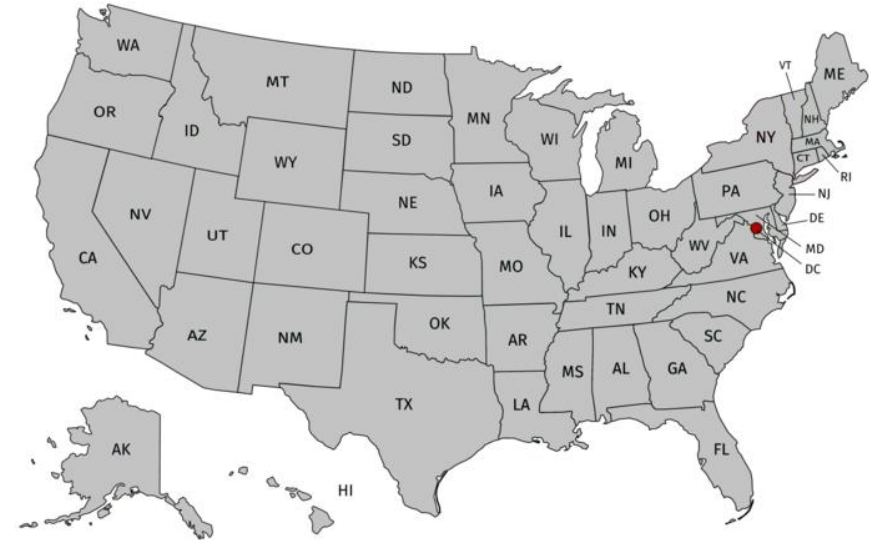 WA
VT
ME
MT
ND
OR
MN
NH
ID
SD
WI
NY
MA
WY
MI
CT
RI
IA
PA
NJ
NE
NV
OH
DE
IL
IN
UT
WV
MD
CO
CA
KS
MO
VA
DC
KY
NC
TN
OK
AZ
NM
AR
SC
MS
AL
GA
TX
LA
AK
FL
HI